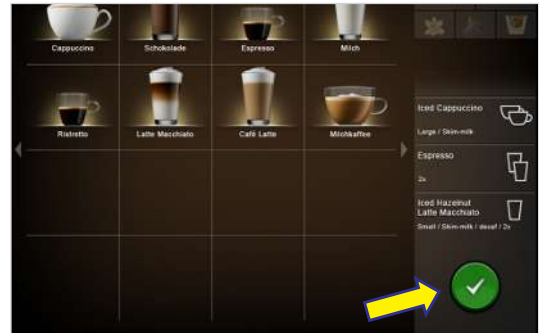 Cappuccino
Schokolade
Espresso
Milch
Ristretto
Latte Macchiato
Café Latte
Milchkaffee
Iced Cappuccino
Large / Skim-milk
Espresso
2x
Iced Hazelnut
Latte Macchiato
Small / Skim-milk / decaf / 2x